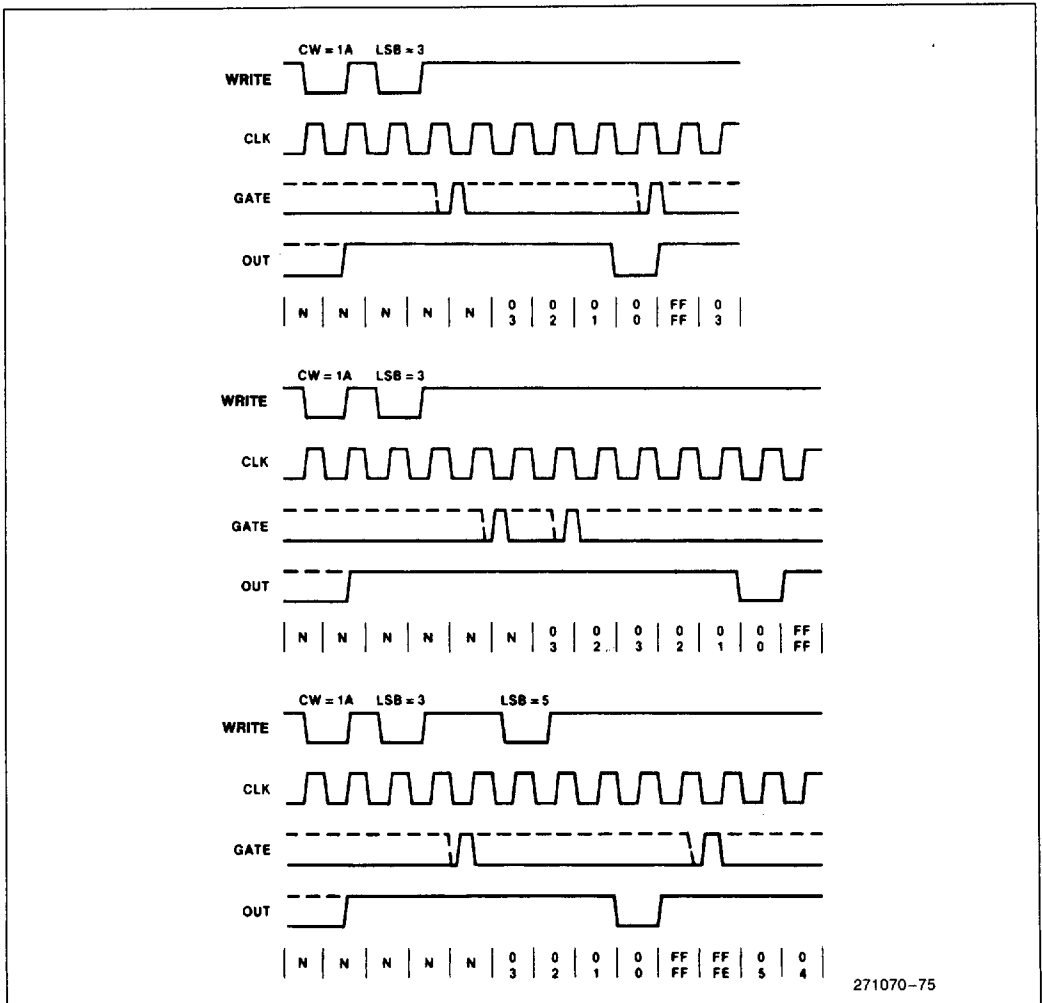 CW = 1A LSB = 3
WRITE
CLK
GATE
OUT
N N N N N 0 0 0 0 FF 0
3 2 1 0 FF 3
CW = 1A LSB = 3
WRITE
CLK
GATE
OUT
N N N N N N 0 0 0 0 0 0 FF
3 2 3 2 1 0 FF
CW = 1A LSB = 3 LSB = 5
WRITE
CLK
GATE
OUT
N N N N N 0 0 0 0 FF FF 0 0
3 2 1 0 FF FE 5 4
271070-75